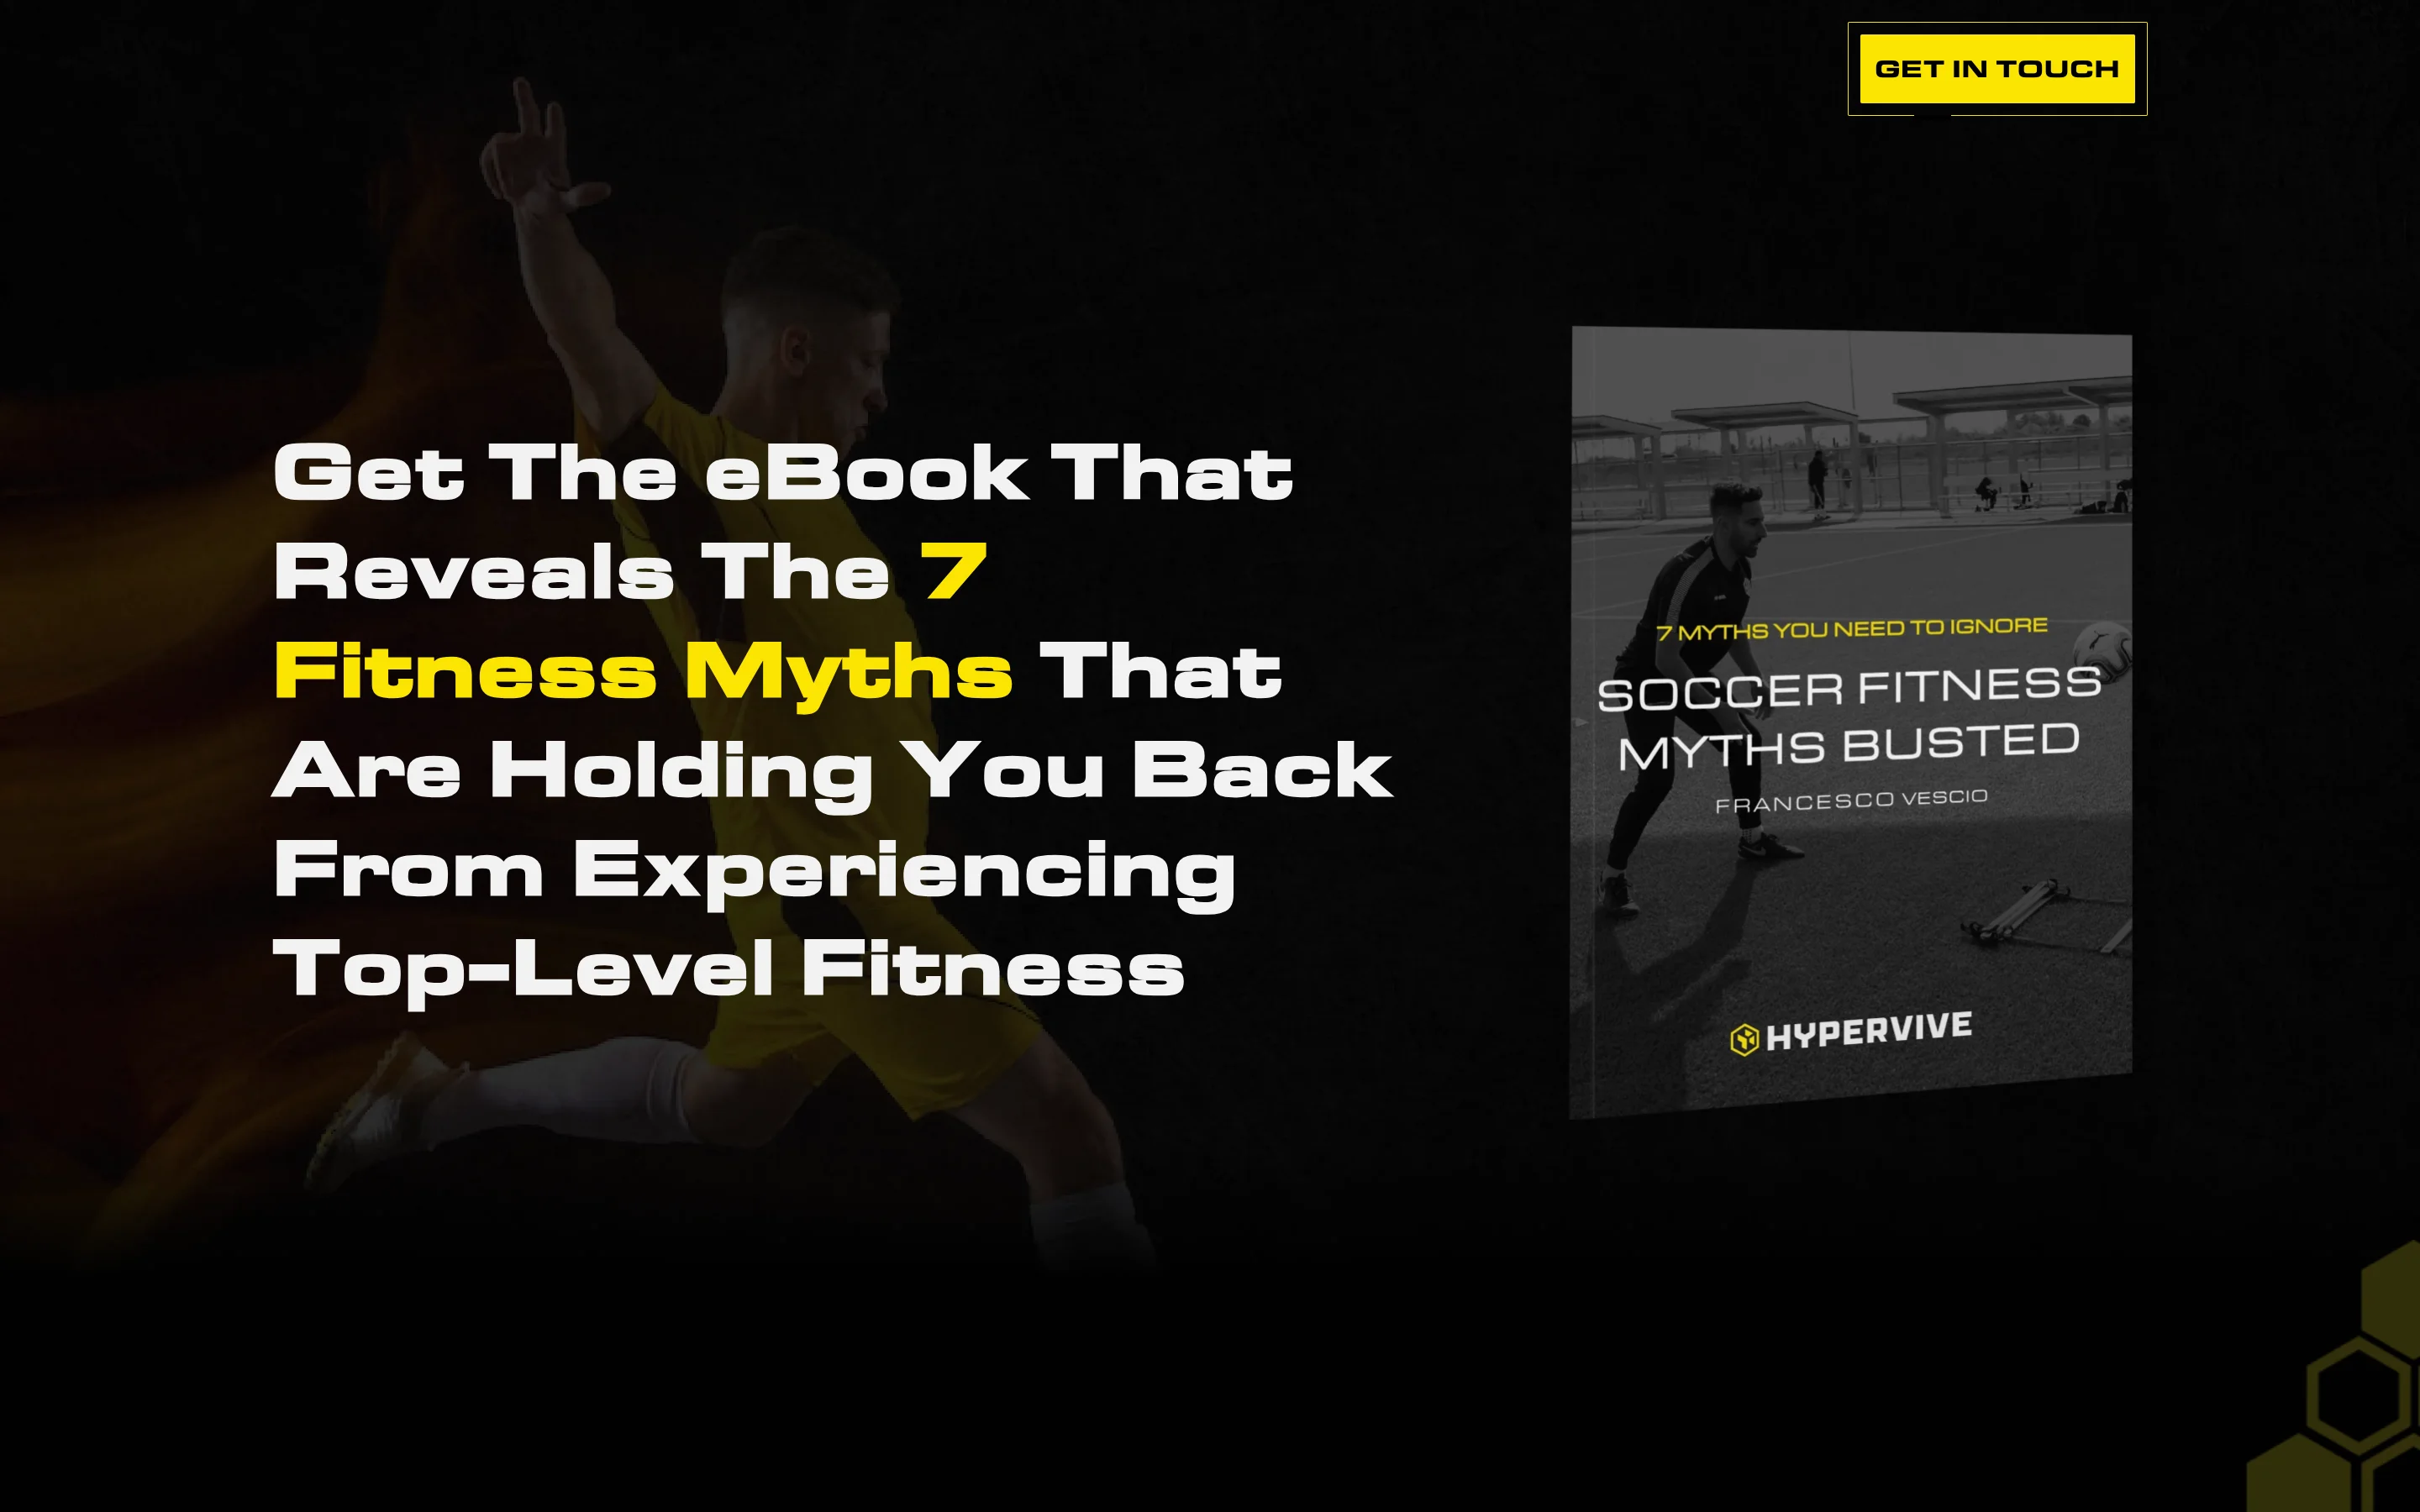 GET IN TOUCH
Get The eBook That
Reveals The 7
Fitness Myths That
Are Holding You Back
From Experiencing
Top-Level Fitness
7 MYTHS YOU NEED TO IGNORE
SOCCER FITNESS
MYTHS BUSTED
FRANCESCO VESCIO
HYPERVIVE